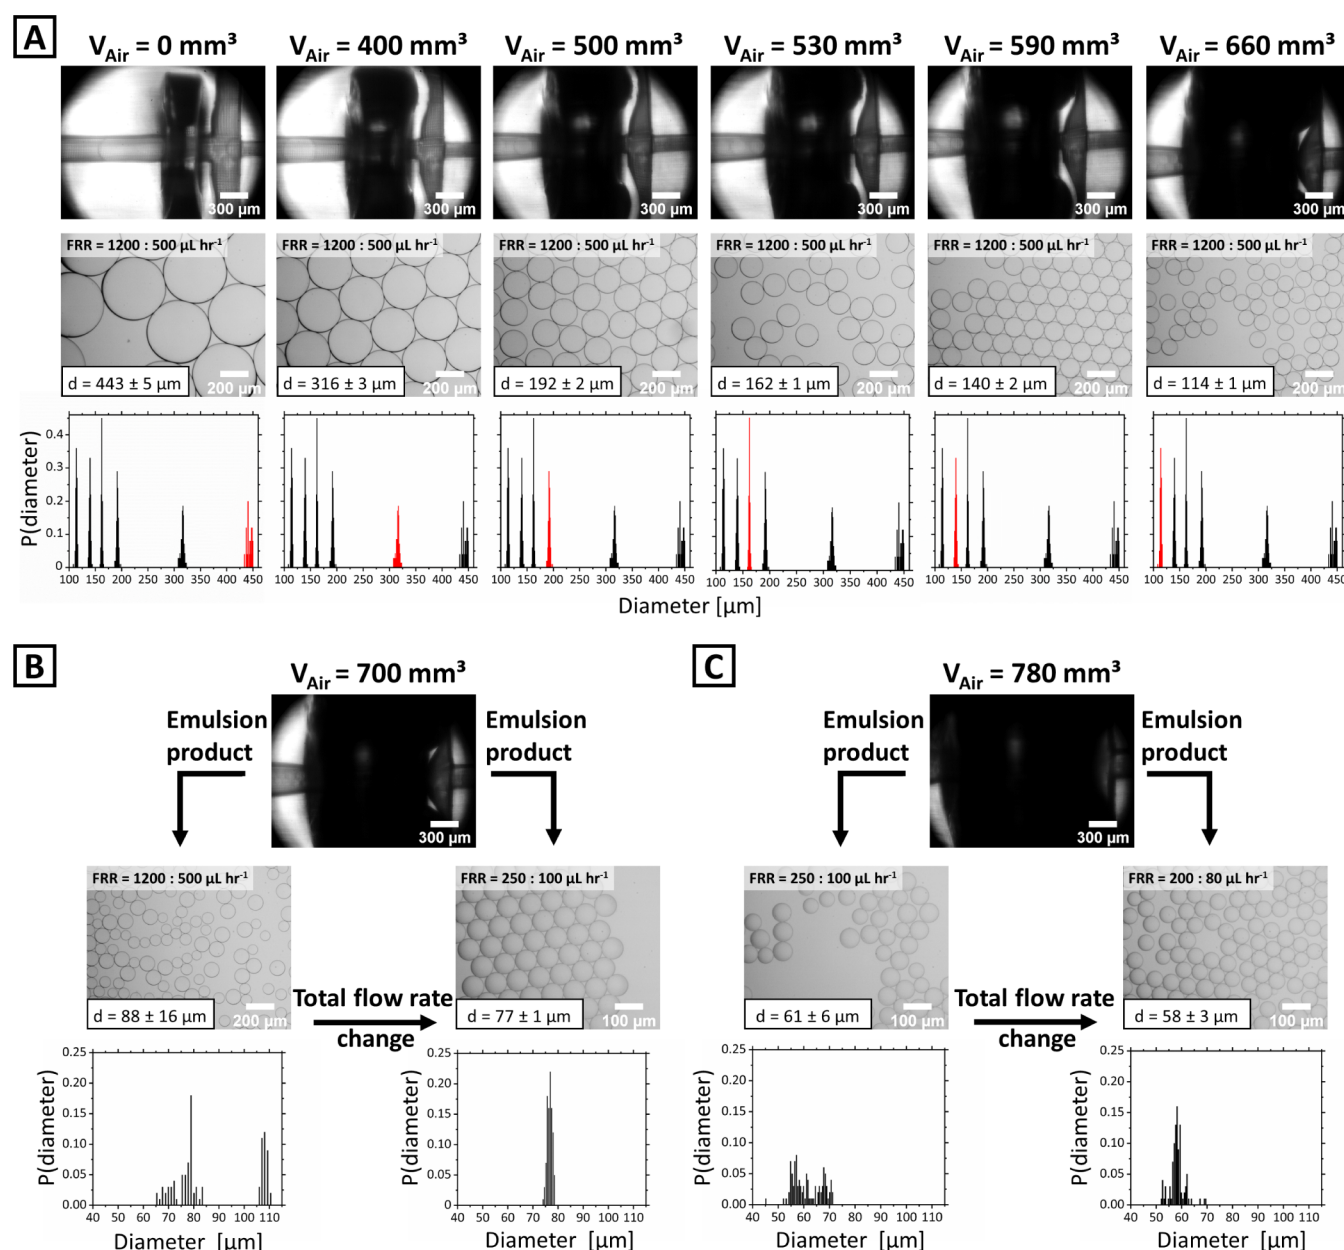 A
V_Air = 0 mm³
V_Air = 400 mm³
V_Air = 500 mm³
V_Air = 530 mm³
V_Air = 590 mm³
V_Air = 660 mm³
300 µm
300 µm
300 µm
300 µm
300 µm
300 µm
FRR = 1200 : 500 µL hr⁻¹
FRR = 1200 : 500 µL hr⁻¹
FRR = 1200 : 500 µL hr⁻¹
FRR = 1200 : 500 µL hr⁻¹
FRR = 1200 : 500 µL hr⁻¹
FRR = 1200 : 500 µL hr⁻¹
d = 443 ± 5 µm
200 µm
d = 316 ± 3 µm
200 µm
d = 192 ± 2 µm
200 µm
d = 162 ± 1 µm
200 µm
d = 140 ± 2 µm
200 µm
d = 114 ± 1 µm
200 µm
P(diameter)
0.4
0.3
0.2
0.1
0
100 150 200 250 300 350 400 450
100 150 200 250 300 350 400 450
100 150 200 250 300 350 400 450
100 150 200 250 300 350 400 450
100 150 200 250 300 350 400 450
100 150 200 250 300 350 400 450
Diameter [µm]
B
V_Air = 700 mm³
Emulsion
product
Emulsion
product
300 µm
FRR = 1200 : 500 µL hr⁻¹
FRR = 250 : 100 µL hr⁻¹
d = 88 ± 16 µm
200 µm
Total flow rate
change
d = 77 ± 1 µm
100 µm
P(diameter)
0.25
0.20
0.15
0.10
0.05
0.00
40 50 60 70 80 90 100 110
Diameter [µm]
P(diameter)
0.25
0.20
0.15
0.10
0.05
0.00
40 50 60 70 80 90 100 110
Diameter [µm]
C
V_Air = 780 mm³
Emulsion
product
Emulsion
product
300 µm
FRR = 250 : 100 µL hr⁻¹
FRR = 200 : 80 µL hr⁻¹
d = 61 ± 6 µm
100 µm
Total flow rate
change
d = 58 ± 3 µm
100 µm
P(diameter)
0.25
0.20
0.15
0.10
0.05
0.00
40 50 60 70 80 90 100 110
Diameter [µm]
P(diameter)
0.25
0.20
0.15
0.10
0.05
0.00
40 50 60 70 80 90 100 110
Diameter [µm]